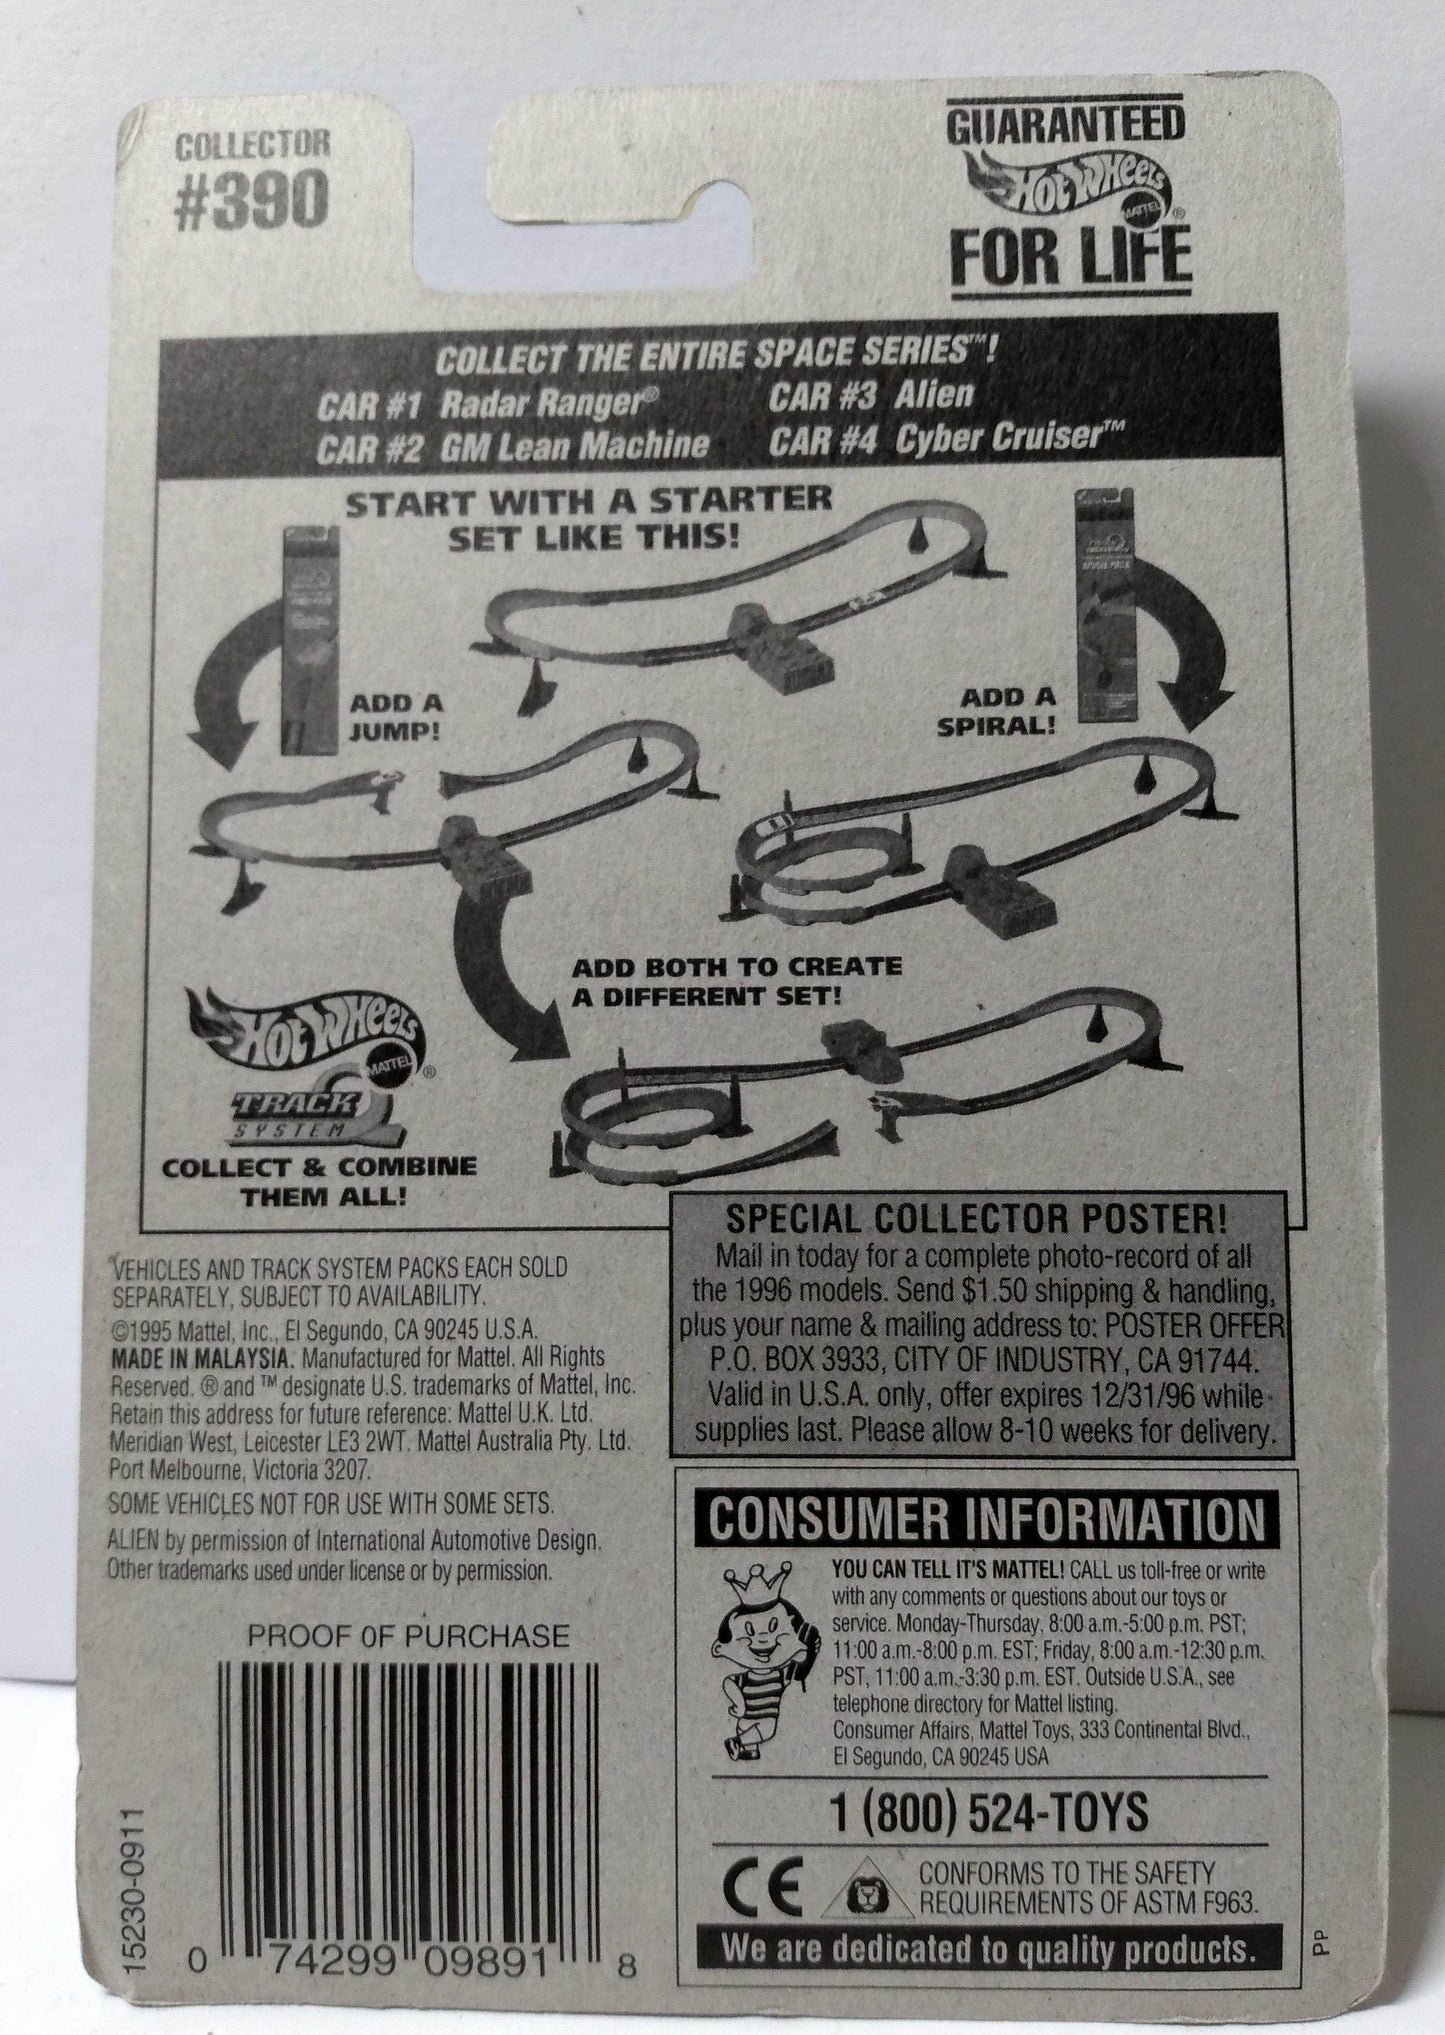 COLLECTOR
#390
GUARANTEED
HOT WHEELS
MATTEL ®
FOR LIFE
COLLECT THE ENTIRE SPACE SERIES™!
CAR #1 Radar Ranger®
CAR #2 GM Lean Machine
CAR #3 Alien
CAR #4 Cyber Cruiser™
START WITH A STARTER
SET LIKE THIS!
SPIRAL PACK
ADD A
JUMP!
ADD A
SPIRAL!
ADD BOTH TO CREATE
A DIFFERENT SET!
HOT WHEELS
MATTEL ®
TRACK
SYSTEM
COLLECT & COMBINE
THEM ALL!
SPECIAL COLLECTOR POSTER!
Mail in today for a complete photo-record of all
the 1996 models. Send $1.50 shipping & handling,
plus your name & mailing address to: POSTER OFFER
P.O. BOX 3933, CITY OF INDUSTRY, CA 91744.
Valid in U.S.A. only, offer expires 12/31/96 while
supplies last. Please allow 8-10 weeks for delivery.
VEHICLES AND TRACK SYSTEM PACKS EACH SOLD
SEPARATELY, SUBJECT TO AVAILABILITY.
©1995 Mattel, Inc., El Segundo, CA 90245 U.S.A.
MADE IN MALAYSIA. Manufactured for Mattel. All Rights
Reserved. ® and ™ designate U.S. trademarks of Mattel, Inc.
Retain this address for future reference: Mattel U.K. Ltd.
Meridian West, Leicester LE3 2WT. Mattel Australia Pty. Ltd.
Port Melbourne, Victoria 3207.
SOME VEHICLES NOT FOR USE WITH SOME SETS.
ALIEN by permission of International Automotive Design.
Other trademarks used under license or by permission.
PROOF OF PURCHASE
0 74299 09891 8
15230-0911
CONSUMER INFORMATION
YOU CAN TELL IT'S MATTEL! CALL us toll-free or write
with any comments or questions about our toys or
service. Monday-Thursday, 8:00 a.m.-5:00 p.m. PST;
11:00 a.m.-8:00 p.m. EST; Friday, 8:00 a.m.-12:30 p.m.
PST, 11:00 a.m.-3:30 p.m. EST. Outside U.S.A., see
telephone directory for Mattel listing.
Consumer Affairs, Mattel Toys, 333 Continental Blvd.,
El Segundo, CA 90245 USA
1 (800) 524-TOYS
CE
CONFORMS TO THE SAFETY
REQUIREMENTS OF ASTM F963.
We are dedicated to quality products.
PP